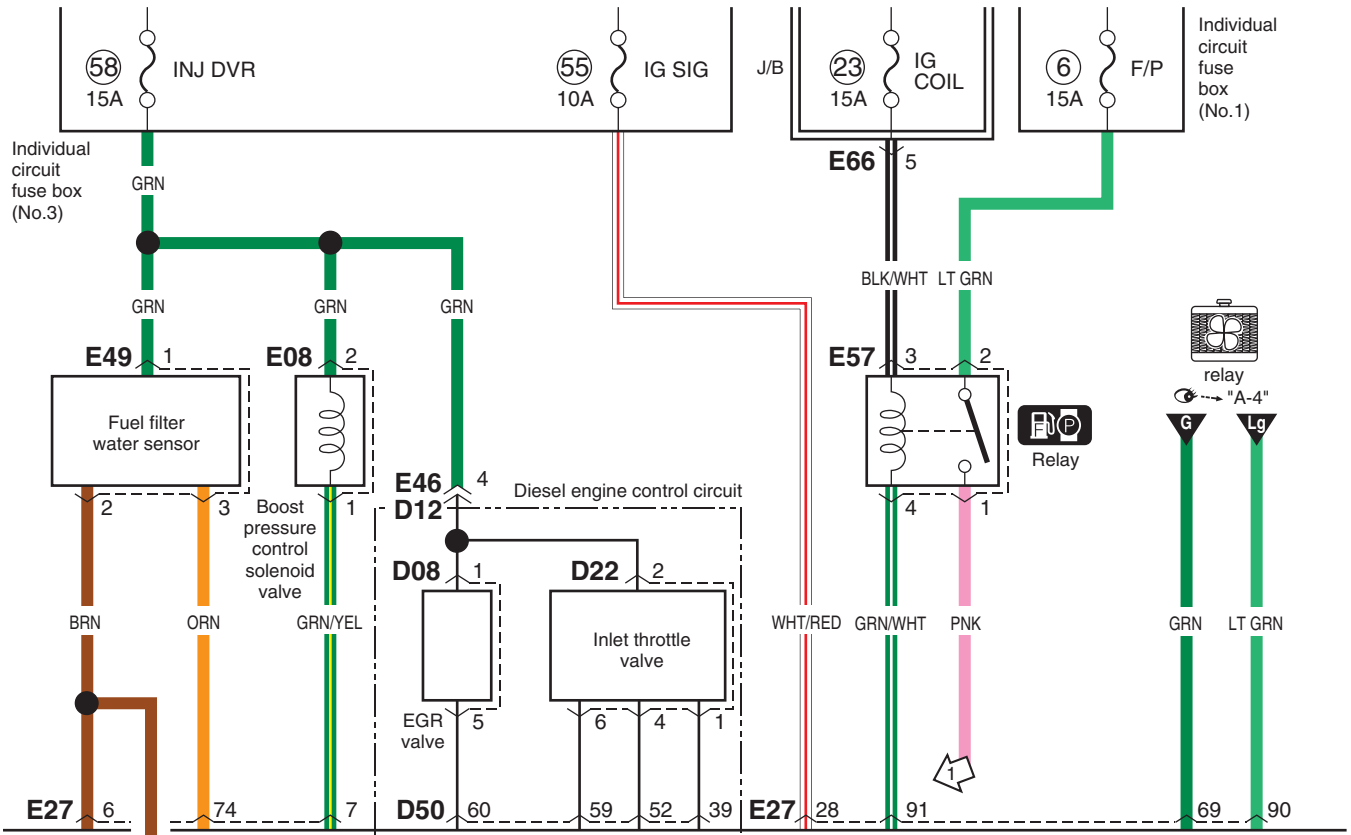 58
15A
INJ DVR
55
10A
IG SIG
J/B
23
15A
IG
COIL
6
15A
F/P
Individual
circuit
fuse
box
(No.1)
Individual
circuit
fuse box
(No.3)
GRN
E66
5
GRN
GRN
GRN
BLK/WHT
LT GRN
E49
1
E08
2
E57
3
2
relay
"A-4"
Fuel filter
water sensor
G
Lg
F
P
Relay
2
3
Boost
pressure
control
solenoid
valve
1
E46
4
D12
Diesel engine control circuit
4
1
D08
1
D22
2
BRN
ORN
GRN/YEL
Inlet throttle
valve
WHT/RED
GRN/WHT
PNK
GRN
LT GRN
EGR
valve
5
6
4
1
1
E27
6
74
7
D50
60
59
52
39
E27
28
91
69
90